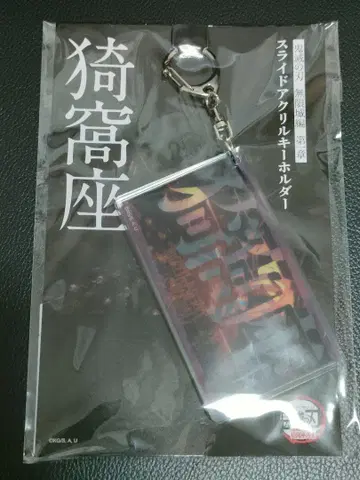 鬼滅の刃 無限城編 第一章
スライドアクリルキーホルダー
猗窩座
©KG/S, A, U